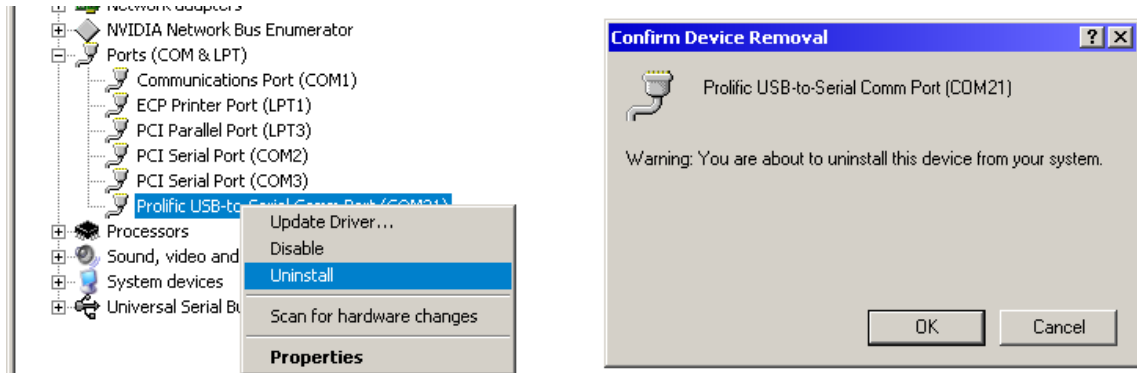 Network adapters
NVIDIA Network Bus Enumerator
Ports (COM & LPT)
Communications Port (COM1)
ECP Printer Port (LPT1)
PCI Parallel Port (LPT3)
PCI Serial Port (COM2)
PCI Serial Port (COM3)
Prolific USB-to-Serial Comm Port (COM21)
Processors
Sound, video and
System devices
Universal Serial Bu
Update Driver...
Disable
Uninstall
Scan for hardware changes
Properties
Confirm Device Removal
Prolific USB-to-Serial Comm Port (COM21)
Warning: You are about to uninstall this device from your system.
OK
Cancel